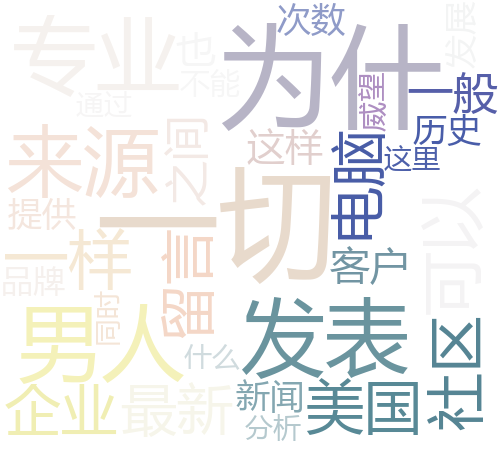 次数
发展
专业
也
为什
不能
通过
威望
一般
历史
来源
之间
这样
电脑
这里
一切
提供
可以
一样
留言
客户
品牌
同时
男人
发表
社区
什么
企业
最新
新闻
美国
分析